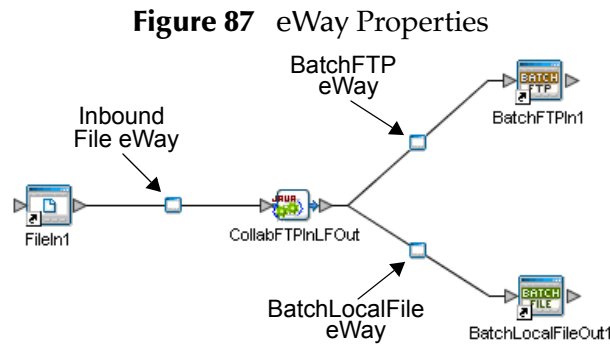 Figure 87 eWay Properties
BatchFTP
eWay
Inbound
File eWay
BATCH
FTP
BatchFTPIn1
FileIn1
JAVA
CollabFTPInLFOut
BatchLocalFile
eWay
BATCH
FILE
BatchLocalFileOut1